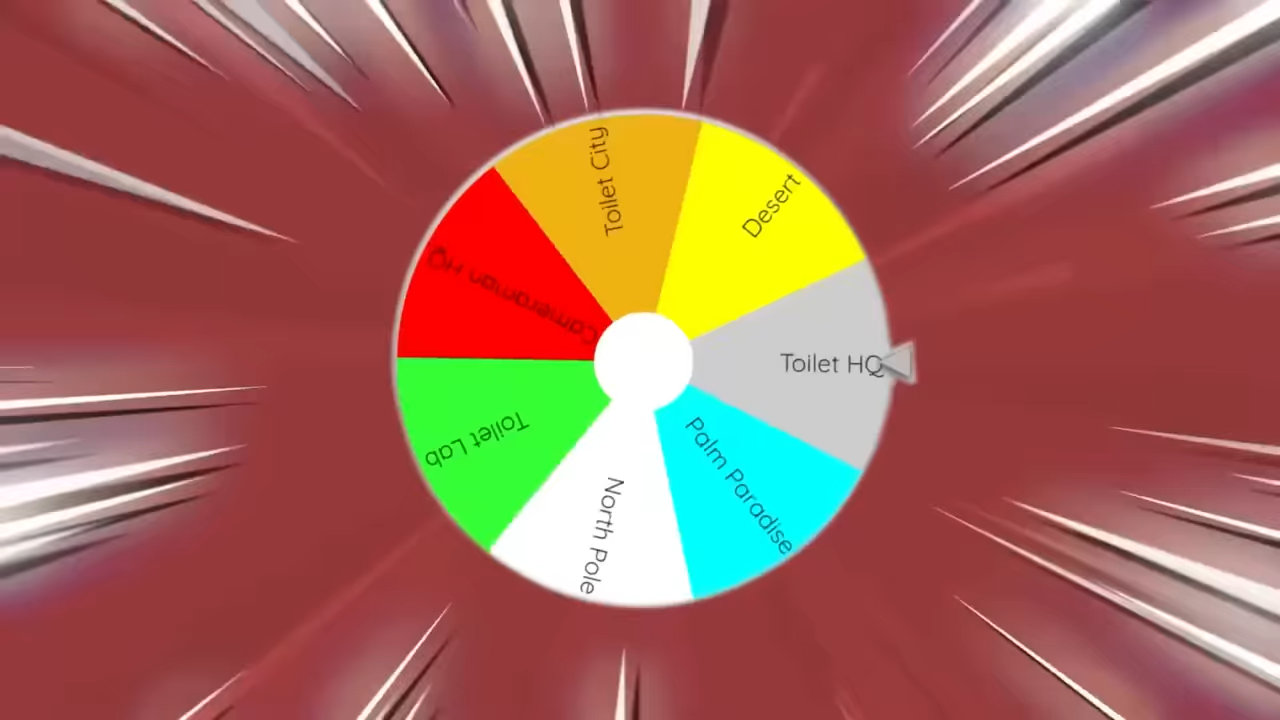 Toilet City
Desert
Cameraman HQ
Toilet HQ
Toilet Lab
Palm Paradise
North Pole